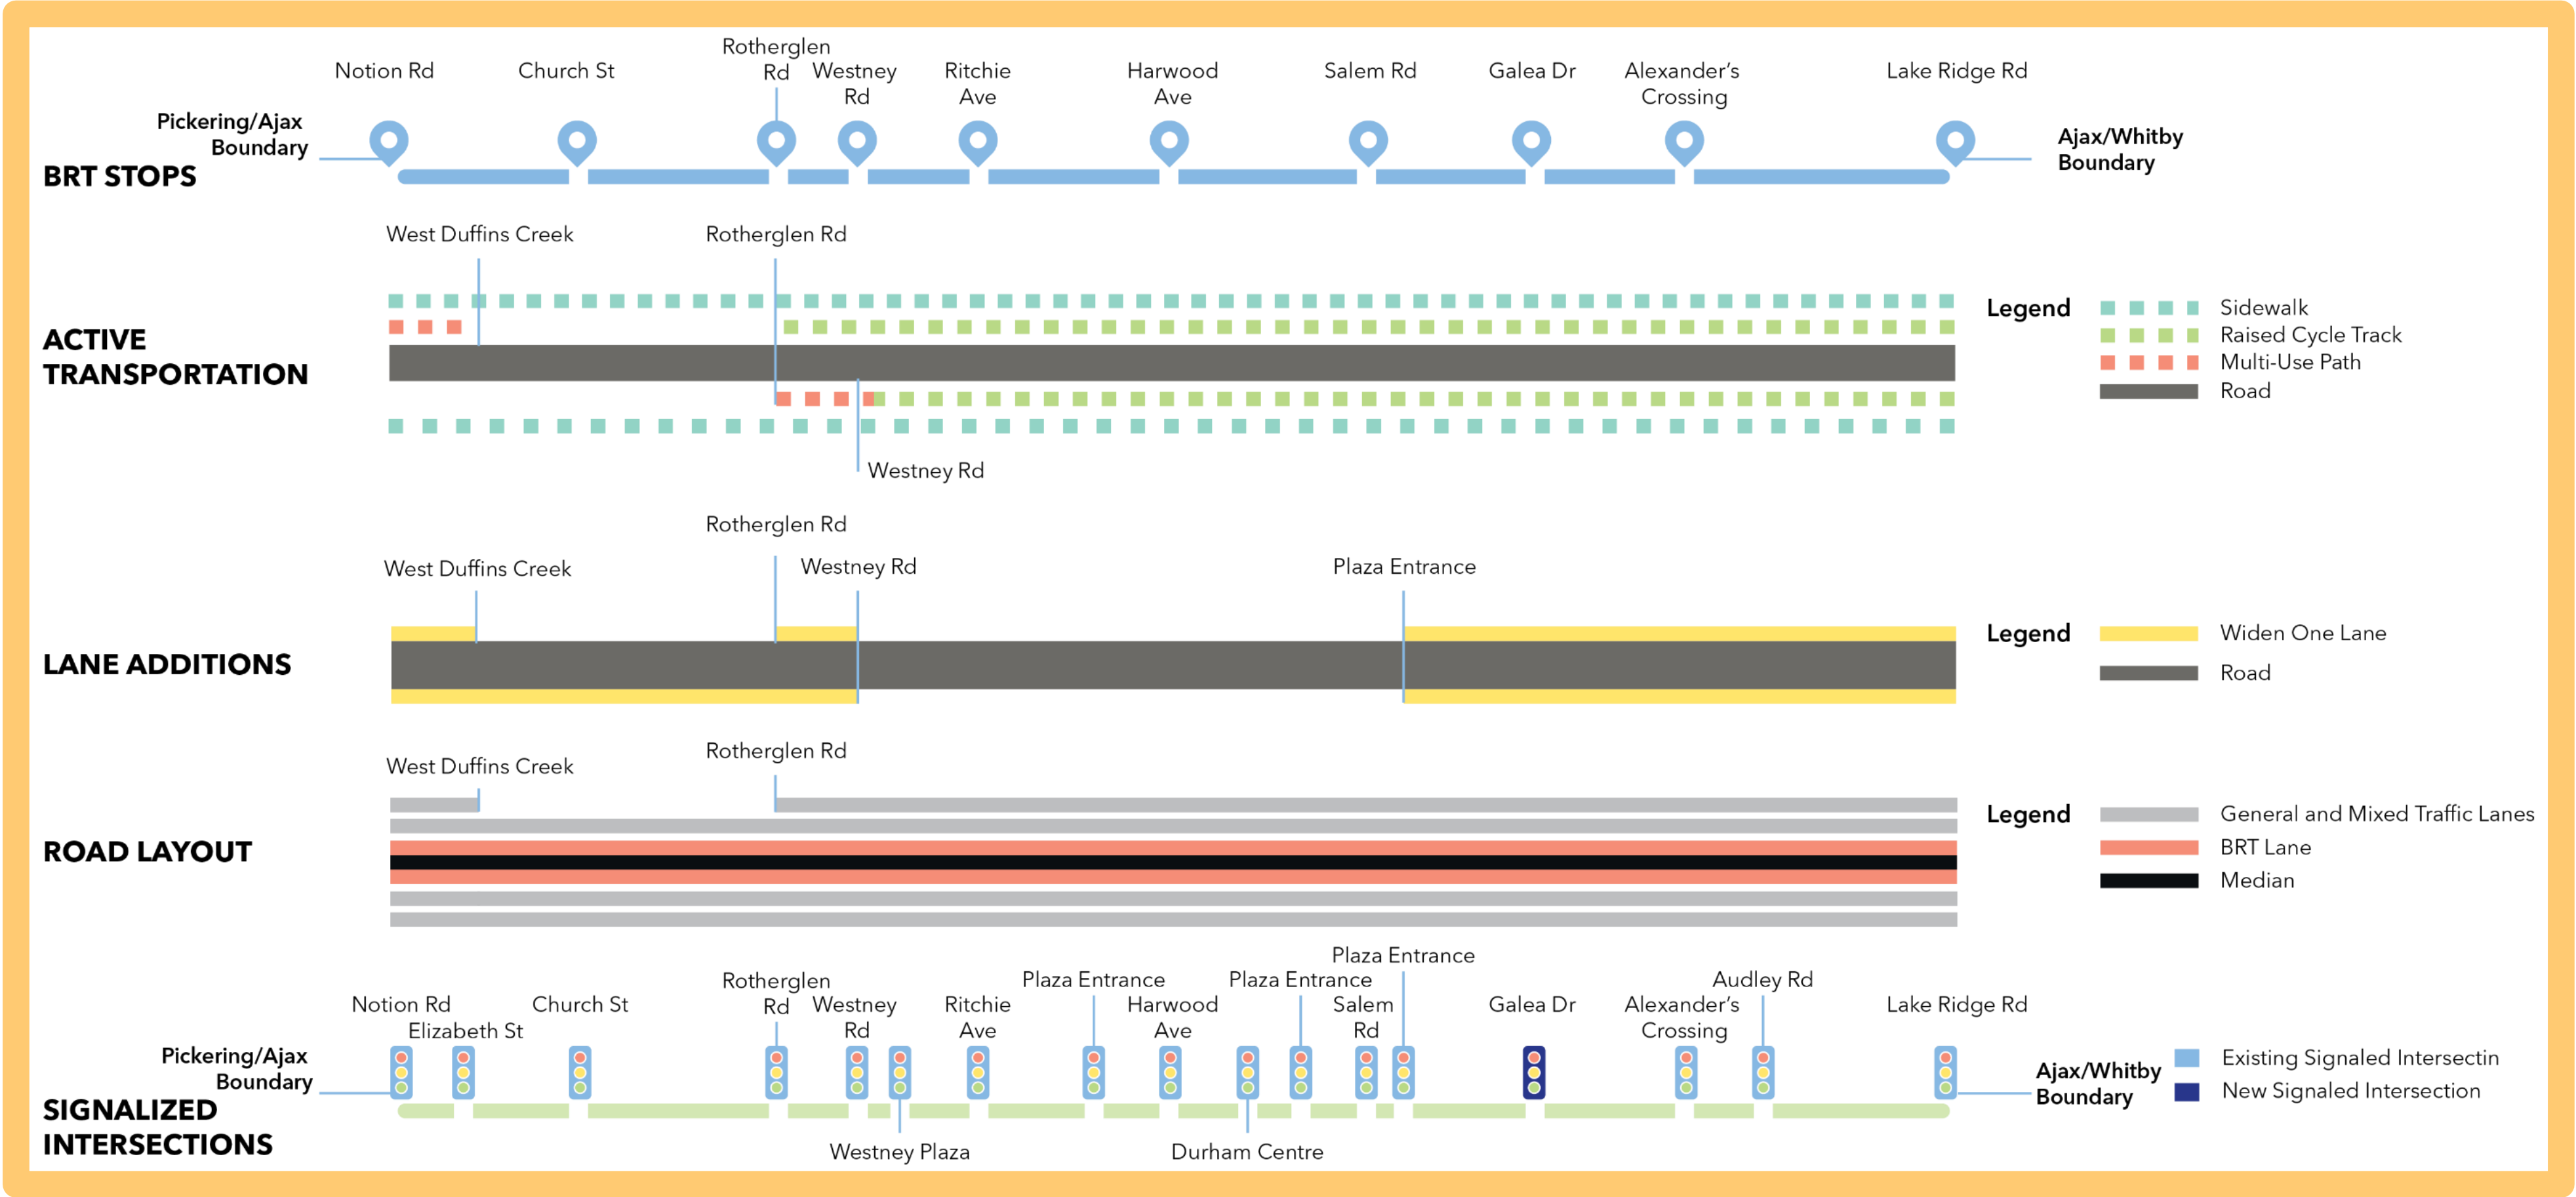 Notion Rd
Church St
Rotherglen
Rd
Westney
Rd
Ritchie
Ave
Harwood
Ave
Salem Rd
Galea Dr
Alexander’s
Crossing
Lake Ridge Rd
Pickering/Ajax
Boundary
Ajax/Whitby
Boundary
BRT STOPS
West Duffins Creek
Rotherglen Rd
ACTIVE
TRANSPORTATION
Westney Rd
Legend
Sidewalk
Raised Cycle Track
Multi-Use Path
Road
Rotherglen Rd
West Duffins Creek
Westney Rd
Plaza Entrance
LANE ADDITIONS
Legend
Widen One Lane
Road
West Duffins Creek
Rotherglen Rd
ROAD LAYOUT
Legend
General and Mixed Traffic Lanes
BRT Lane
Median
Notion Rd
Elizabeth St
Church St
Rotherglen
Rd
Westney
Rd
Ritchie
Ave
Plaza Entrance
Harwood
Ave
Plaza Entrance
Salem
Rd
Plaza Entrance
Galea Dr
Alexander’s
Crossing
Audley Rd
Lake Ridge Rd
Pickering/Ajax
Boundary
Ajax/Whitby
Boundary
SIGNALIZED
INTERSECTIONS
Westney Plaza
Durham Centre
Existing Signaled Intersectin
New Signaled Intersection